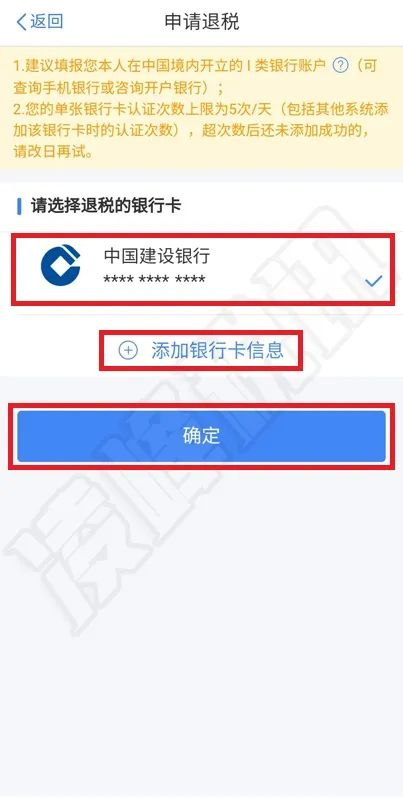 返回
申请退税
1.建议填报您本人在中国境内开立的 I 类银行账户 ?（可
查询手机银行或咨询开户银行）；
2.您的单张银行卡认证次数上限为5次/天（包括其他系统添
加该银行卡时的认证次数），超次数后还未添加成功的，
请改日再试。
请选择退税的银行卡
中国建设银行
**** **** ****
添加银行卡信息
确定